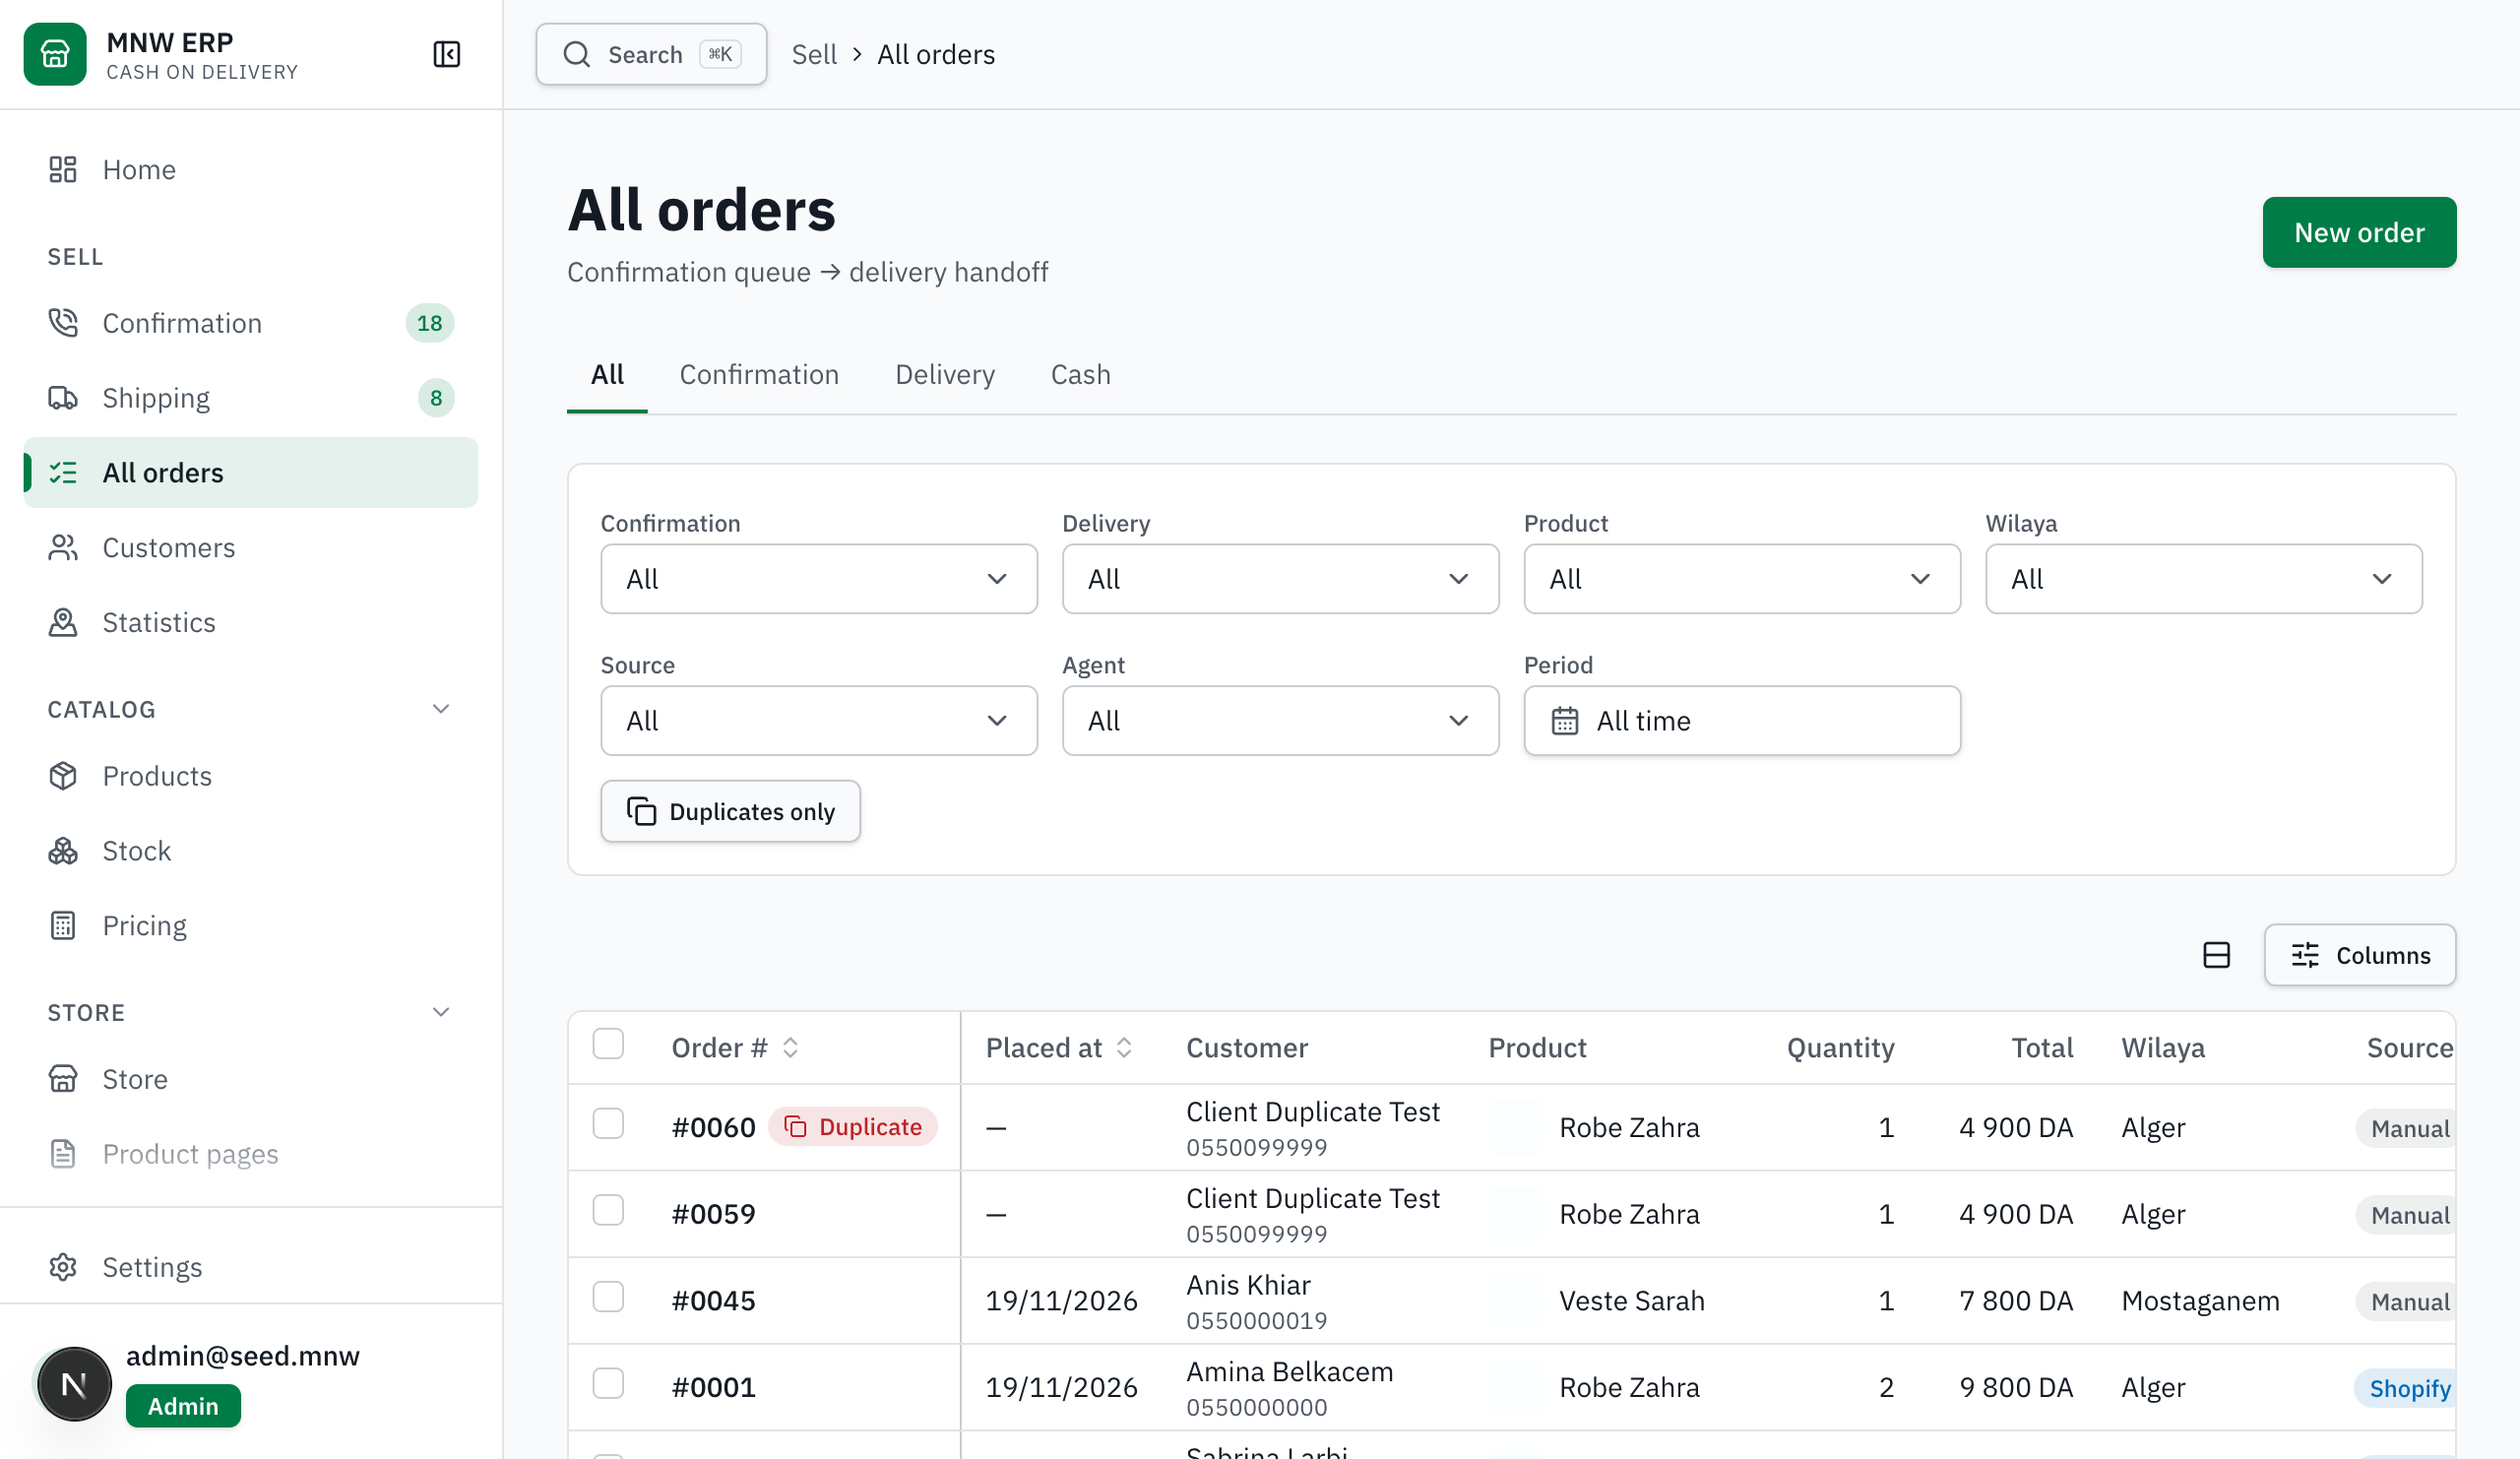 MNW ERP
CASH ON DELIVERY
Search ⌘K
Sell > All orders
Home
SELL
Confirmation 18
Shipping 8
All orders
Customers
Statistics
CATALOG
Products
Stock
Pricing
STORE
Store
Product pages
Settings
N
admin@seed.mnw
Admin
All orders
Confirmation queue → delivery handoff
New order
All Confirmation Delivery Cash
Confirmation Delivery Product Wilaya
All All All All
Source Agent Period
All All All time
Duplicates only
Columns
Order # Placed at Customer Product Quantity Total Wilaya Source
#0060 Duplicate — Client Duplicate Test Robe Zahra 1 4 900 DA Alger Manual
0550099999
#0059 — Client Duplicate Test Robe Zahra 1 4 900 DA Alger Manual
0550099999
#0045 19/11/2026 Anis Khiar Veste Sarah 1 7 800 DA Mostaganem Manual
0550000019
#0001 19/11/2026 Amina Belkacem Robe Zahra 2 9 800 DA Alger Shopify
0550000000
Sabrina Larbi